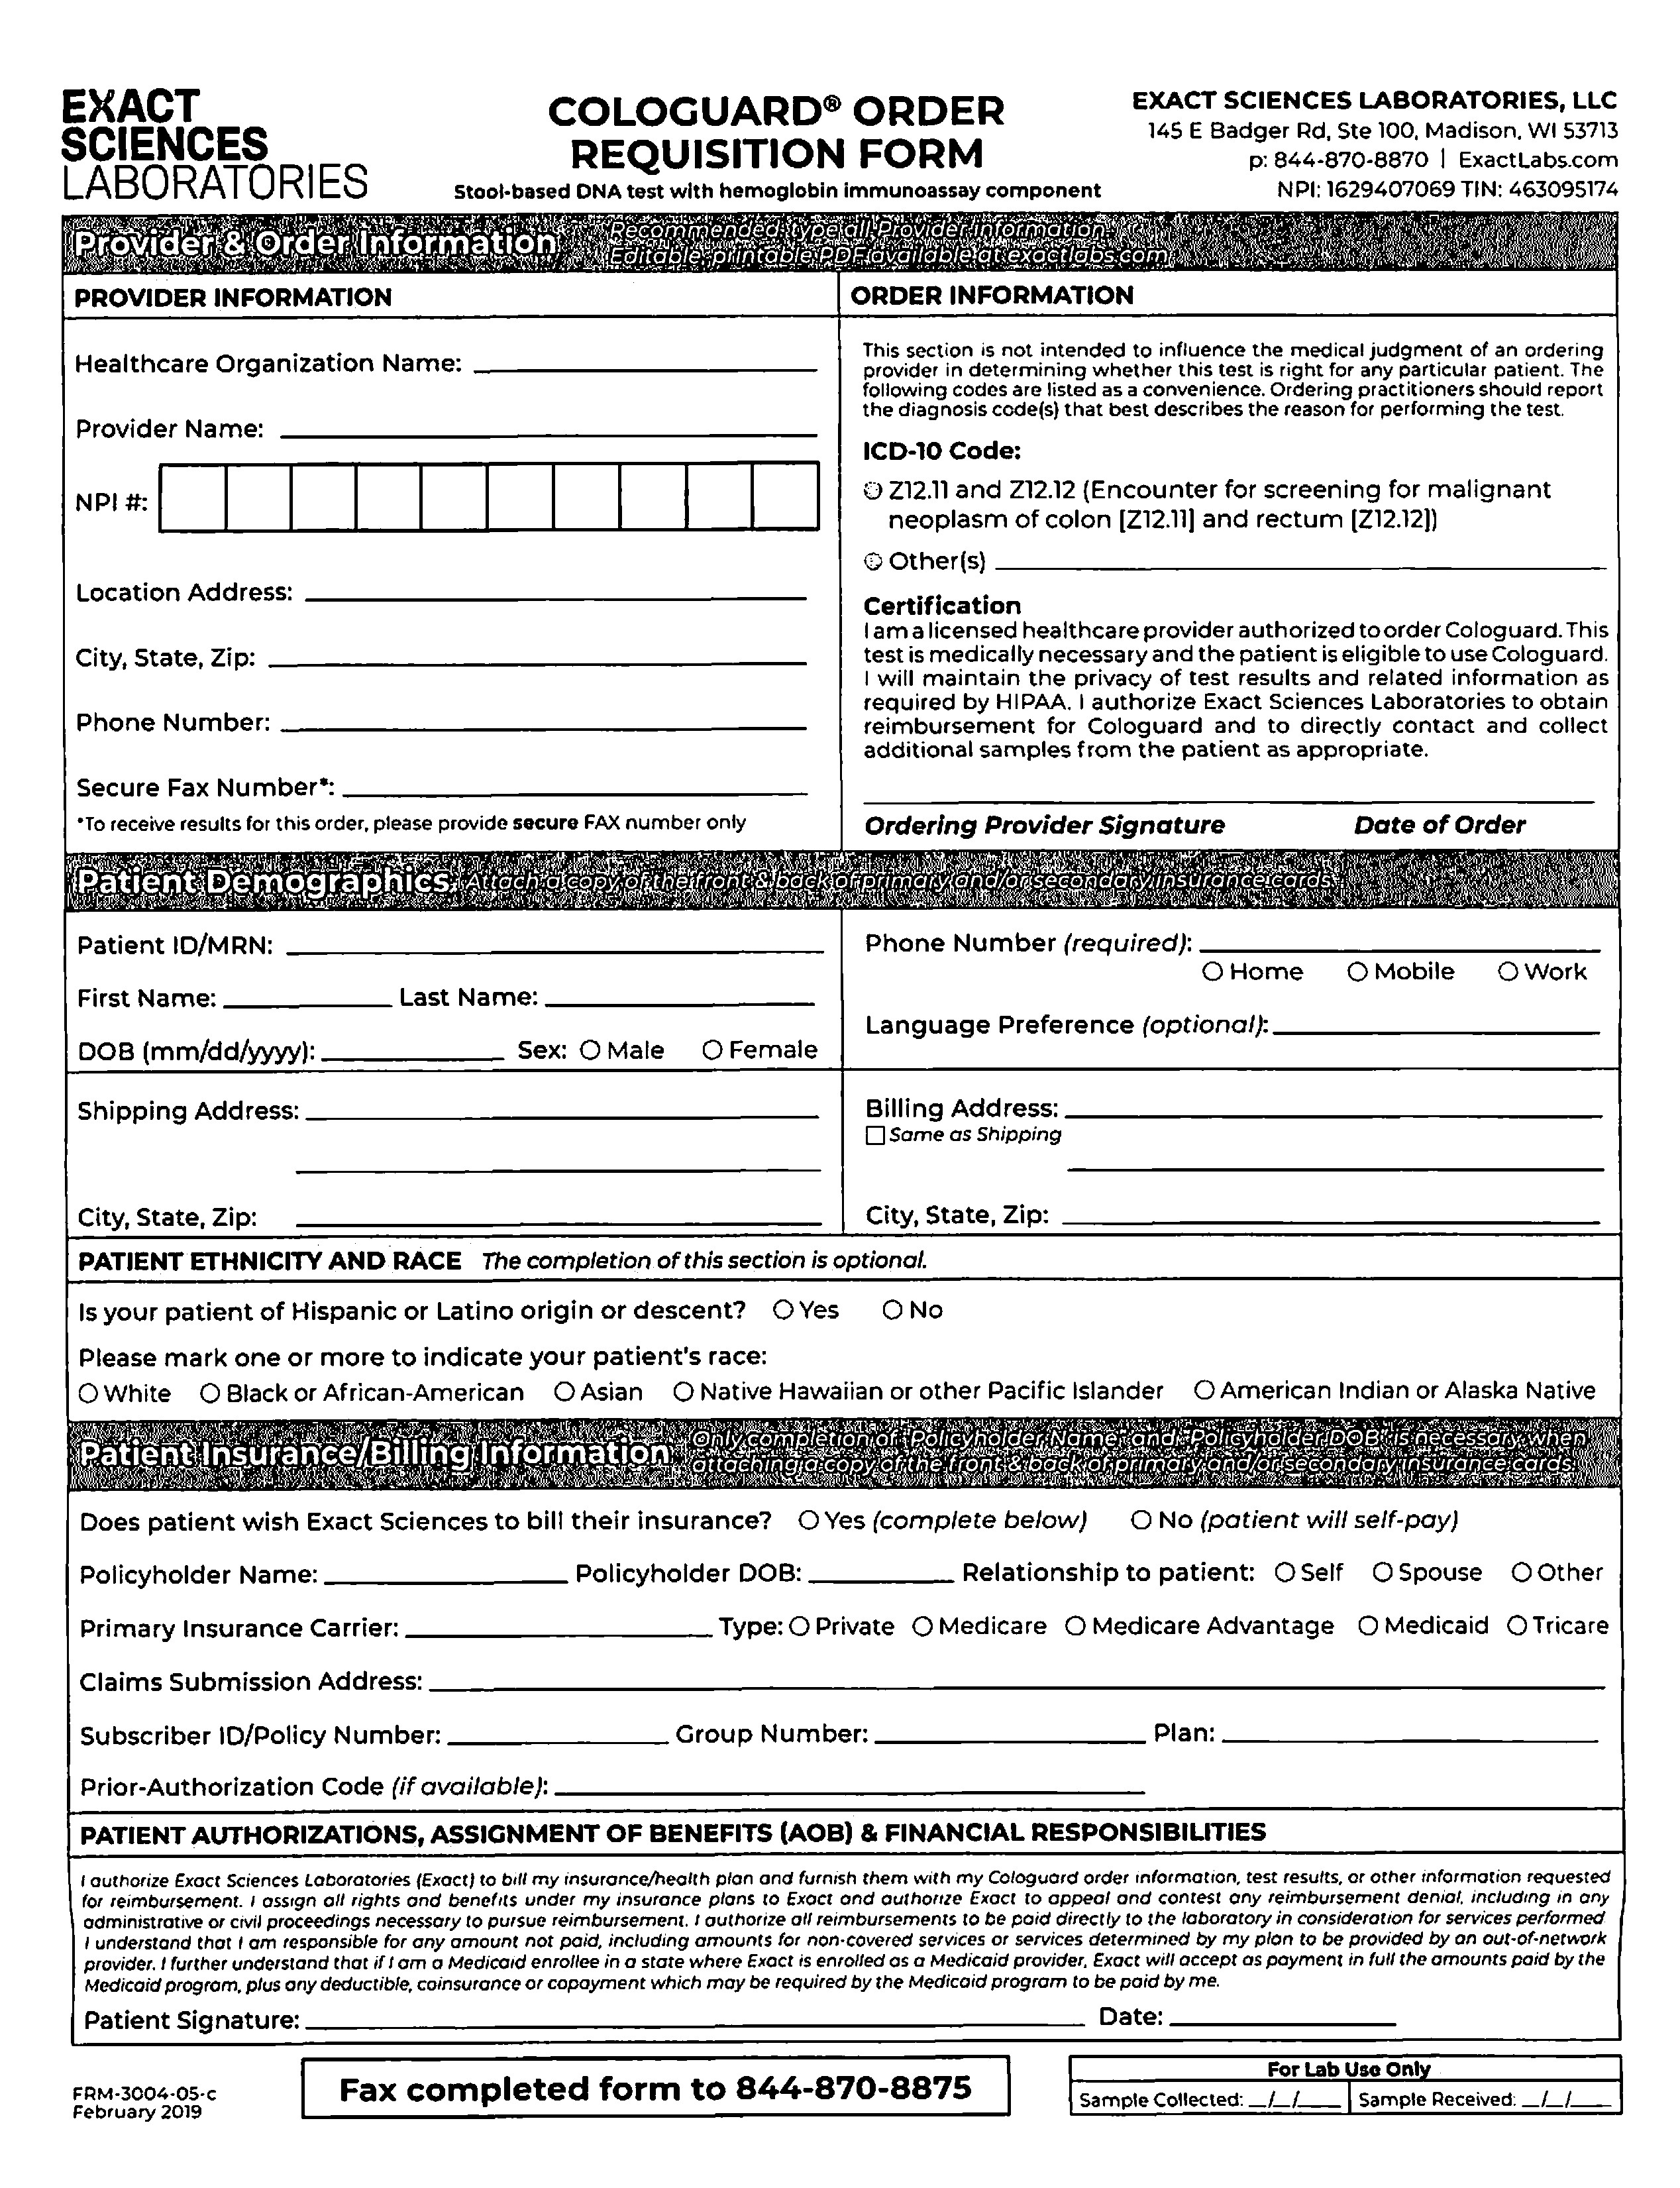 EXACT
SCIENCES
LABORATORIES
COLOGUARD® ORDER
REQUISITION FORM
Stool-based DNA test with hemoglobin immunoassay component
EXACT SCIENCES LABORATORIES, LLC
145 E Badger Rd, Ste 100, Madison, WI 53713
p: 844-870-8870 | ExactLabs.com
NPI: 1629407069 TIN: 463095174
Provider & Order Information
Recommended: type all Provider information.
Editable, printable PDF available at exactlabs.com
PROVIDER INFORMATION
Healthcare Organization Name:
Provider Name:
NPI #:
Location Address:
City, State, Zip:
Phone Number:
Secure Fax Number*:
*To receive results for this order, please provide secure FAX number only
ORDER INFORMATION
This section is not intended to influence the medical judgment of an ordering
provider in determining whether this test is right for any particular patient. The
following codes are listed as a convenience. Ordering practitioners should report
the diagnosis code(s) that best describes the reason for performing the test.
ICD-10 Code:
Z12.11 and Z12.12 (Encounter for screening for malignant
neoplasm of colon [Z12.11] and rectum [Z12.12])
Other(s)
Certification
I am a licensed healthcare provider authorized to order Cologuard. This
test is medically necessary and the patient is eligible to use Cologuard.
I will maintain the privacy of test results and related information as
required by HIPAA. I authorize Exact Sciences Laboratories to obtain
reimbursement for Cologuard and to directly contact and collect
additional samples from the patient as appropriate.
Ordering Provider Signature Date of Order
Patient Demographics Attach a copy of the front & back of primary and/or secondary insurance cards.
Patient ID/MRN:
First Name: Last Name:
DOB (mm/dd/yyyy): Sex: Male Female
Phone Number (required):
Home Mobile Work
Language Preference (optional):
Shipping Address:
City, State, Zip:
Billing Address:
Same as Shipping
City, State, Zip:
PATIENT ETHNICITY AND RACE The completion of this section is optional.
Is your patient of Hispanic or Latino origin or descent? Yes No
Please mark one or more to indicate your patient's race:
White Black or African-American Asian Native Hawaiian or other Pacific Islander American Indian or Alaska Native
Patient Insurance/Billing Information
Only completion of "Policyholder Name" and "Policyholder DOB" is necessary when
attaching a copy of the front & back of primary and/or secondary insurance cards.
Does patient wish Exact Sciences to bill their insurance? Yes (complete below) No (patient will self-pay)
Policyholder Name: Policyholder DOB: Relationship to patient: Self Spouse Other
Primary Insurance Carrier: Type: Private Medicare Medicare Advantage Medicaid Tricare
Claims Submission Address:
Subscriber ID/Policy Number: Group Number: Plan:
Prior-Authorization Code (if available):
PATIENT AUTHORIZATIONS, ASSIGNMENT OF BENEFITS (AOB) & FINANCIAL RESPONSIBILITIES
I authorize Exact Sciences Laboratories (Exact) to bill my insurance/health plan and furnish them with my Cologuard order information, test results, or other information requested
for reimbursement. I assign all rights and benefits under my insurance plans to Exact and authorize Exact to appeal and contest any reimbursement denial, including in any
administrative or civil proceedings necessary to pursue reimbursement. I authorize all reimbursements to be paid directly to the laboratory in consideration for services performed
I understand that I am responsible for any amount not paid, including amounts for non-covered services or services determined by my plan to be provided by an out-of-network
provider. I further understand that if I am a Medicaid enrollee in a state where Exact is enrolled as a Medicaid provider, Exact will accept as payment in full the amounts paid by the
Medicaid program, plus any deductible, coinsurance or copayment which may be required by the Medicaid program to be paid by me.
Patient Signature: Date:
FRM-3004-05-c
February 2019
Fax completed form to 844-870-8875
For Lab Use Only
Sample Collected: _/_/__ Sample Received: _/_/__